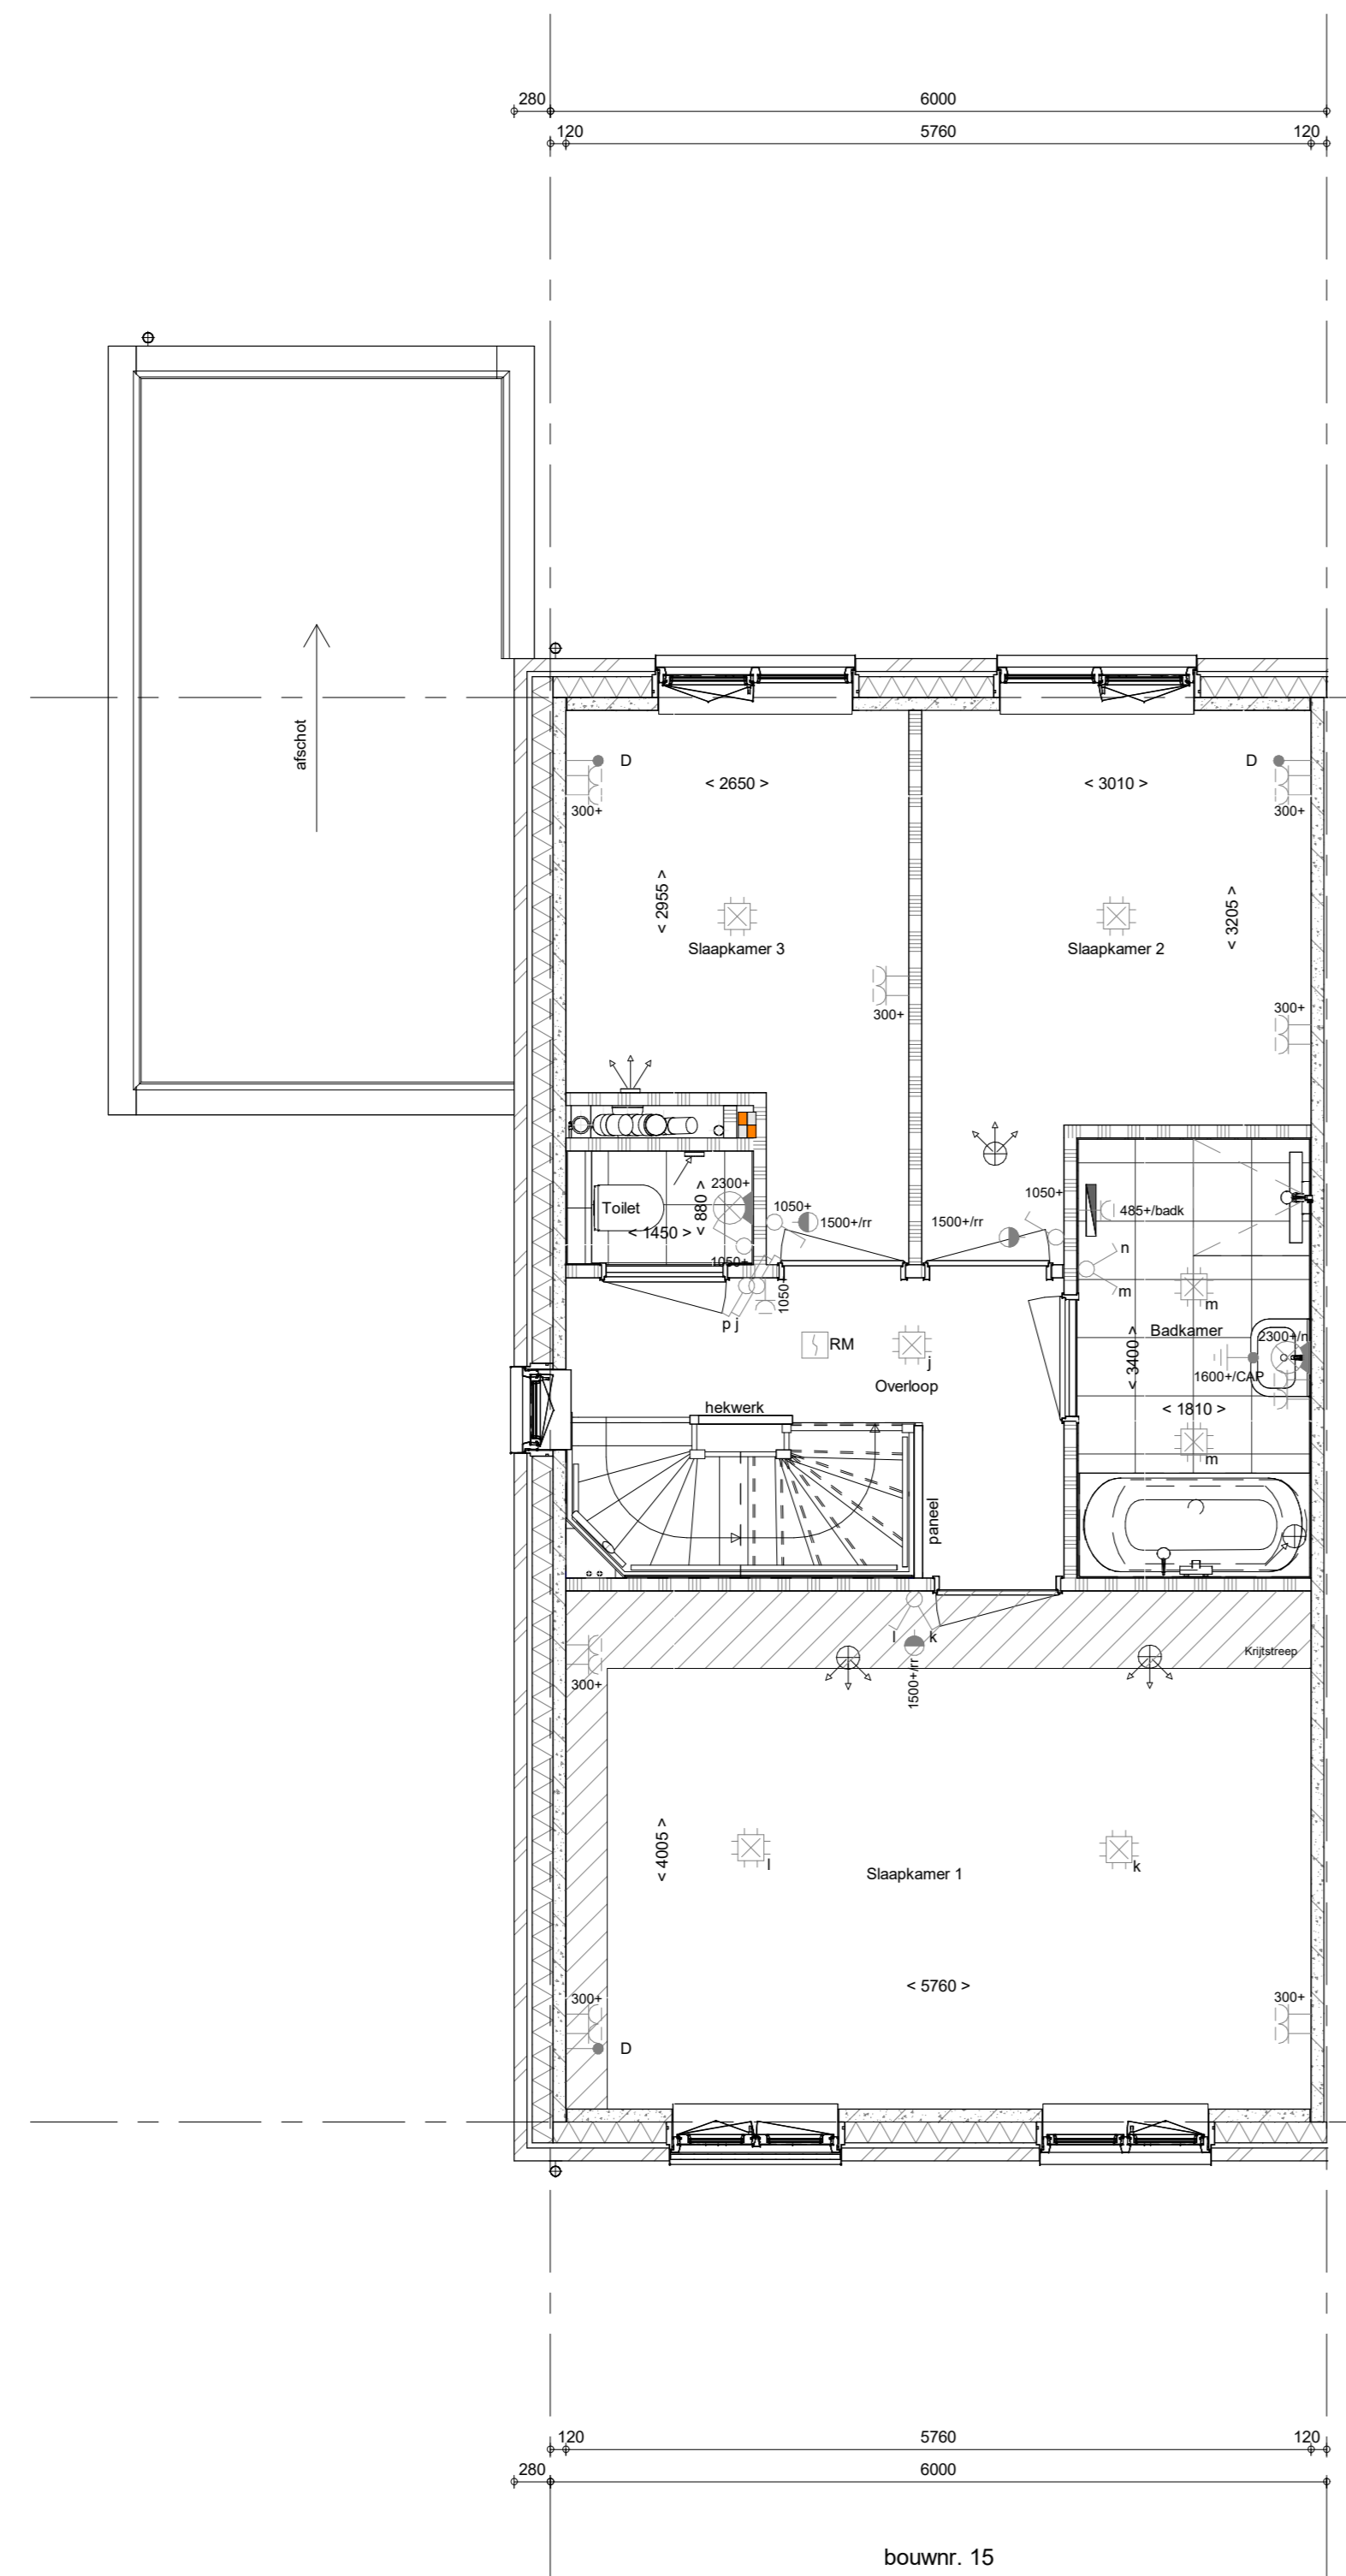 280 6000
120 5760 120
afschot
D D
< 2650 > < 3010 >
300+ 300+
< 2955 > < 3205 >
Slaapkamer 3 Slaapkamer 2
300+ 300+
2300+ 1050+
Toilet < 880 > 1050+ 1500+/rr 1500+/rr 485+/badk
< 1450 >
1050+ n
1050+ m m
p j
RM j Badkamer 2300+/n
< 3400 > 1600+/CAP
Overloop
hekwerk < 1810 >
m
paneel
l k Krijtstreep
300+ 1500+/rr
< 4005 > l k
Slaapkamer 1
< 5760 >
300+ 300+
D
120 5760 120
280 6000
bouwnr. 15